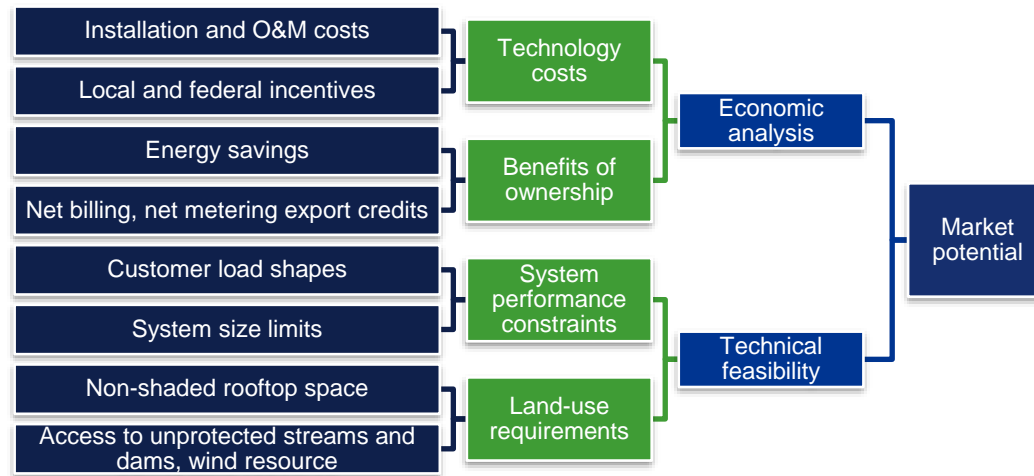 Installation and O&M costs
Local and federal incentives
Energy savings
Net billing, net metering export credits
Customer load shapes
System size limits
Non-shaded rooftop space
Access to unprotected streams and
dams, wind resource
Technology
costs
Benefits of
ownership
System
performance
constraints
Land-use
requirements
Economic
analysis
Technical
feasibility
Market
potential